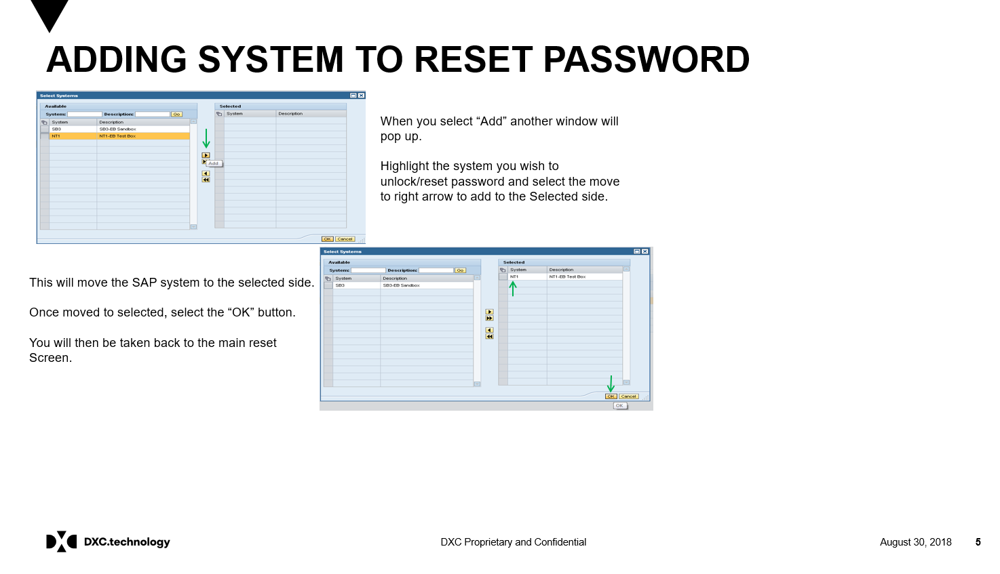 ADDING SYSTEM TO RESET PASSWORD
Select Systems
Available
System: Description: Go
System Description
SB3 SB3-EB Sandbox
NT1 NT1-EB Test Box
Add
Selected
System Description
OK Cancel
When you select “Add” another window will
pop up.
Highlight the system you wish to
unlock/reset password and select the move
to right arrow to add to the Selected side.
This will move the SAP system to the selected side.
Once moved to selected, select the “OK” button.
You will then be taken back to the main reset
Screen.
Select Systems
Available
System: Description: Go
System Description
SB3 SB3-EB Sandbox
Selected
System Description
NT1 NT1-EB Test Box
OK Cancel
OK
DXC.technology
DXC Proprietary and Confidential
August 30, 2018
5